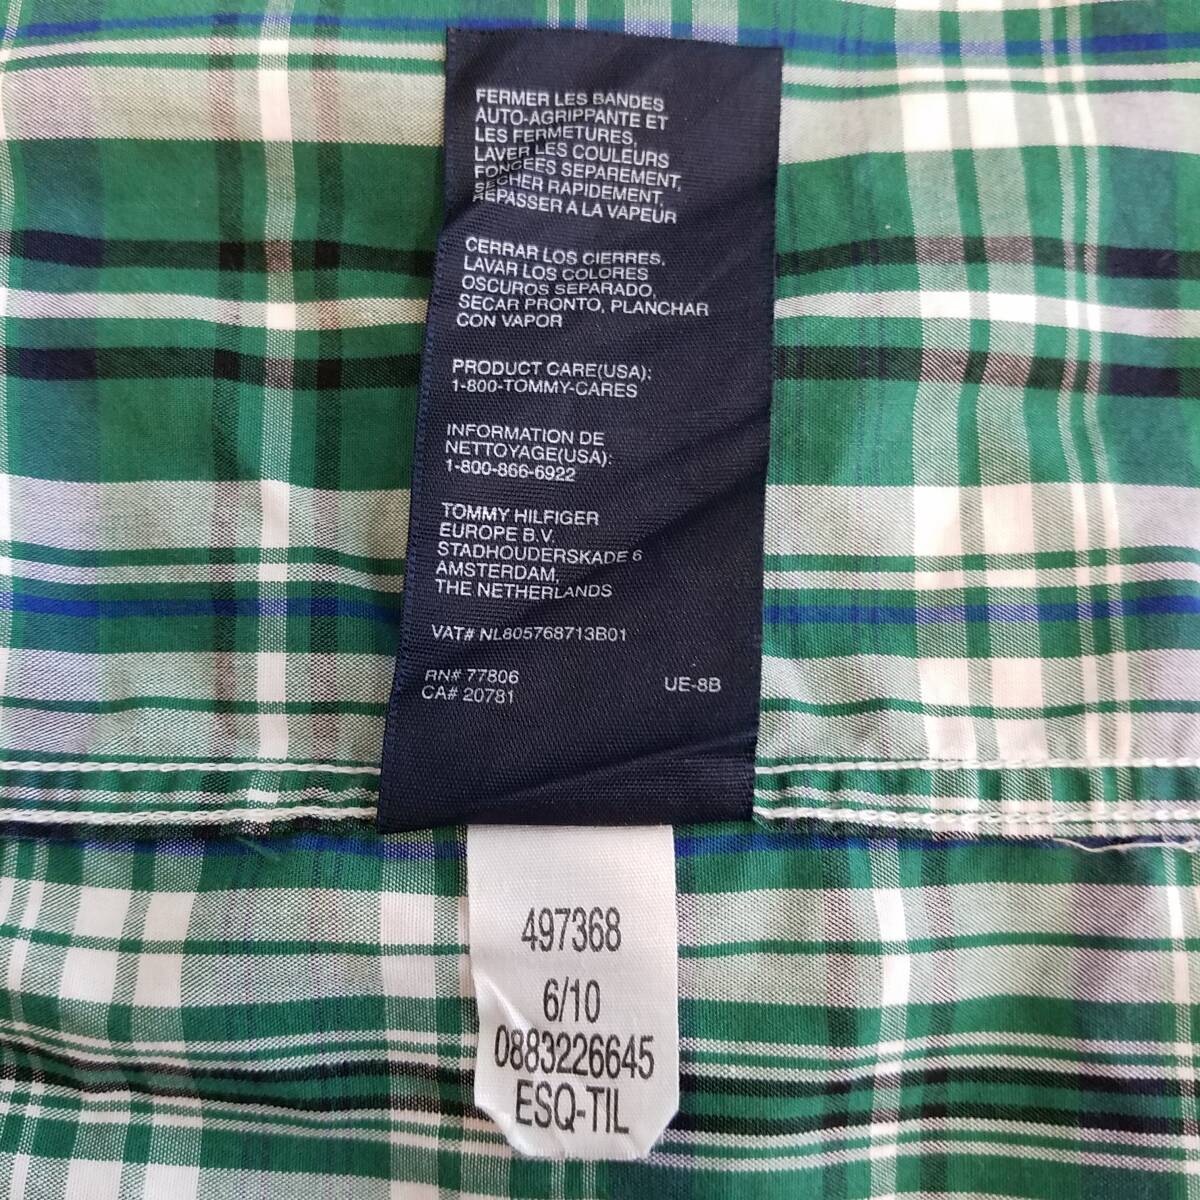 FERMER LES BANDES
AUTO-AGRIPPANTE ET
LES FERMETURES,
LAVER LES COULEURS
FONCEES SEPAREMENT,
SECHER RAPIDEMENT,
REPASSER A LA VAPEUR
CERRAR LOS CIERRES,
LAVAR LOS COLORES
OSCUROS SEPARADO,
SECAR PRONTO, PLANCHAR
CON VAPOR
PRODUCT CARE(USA):
1-800-TOMMY-CARES
INFORMATION DE
NETTOYAGE(USA):
1-800-866-6922
TOMMY HILFIGER
EUROPE B.V.
STADHOUDERSKADE 6
AMSTERDAM,
THE NETHERLANDS
VAT# NL805768713B01
RN# 77806
CA# 20781 UE-8B
497368
6/10
0883226645
ESQ-TIL